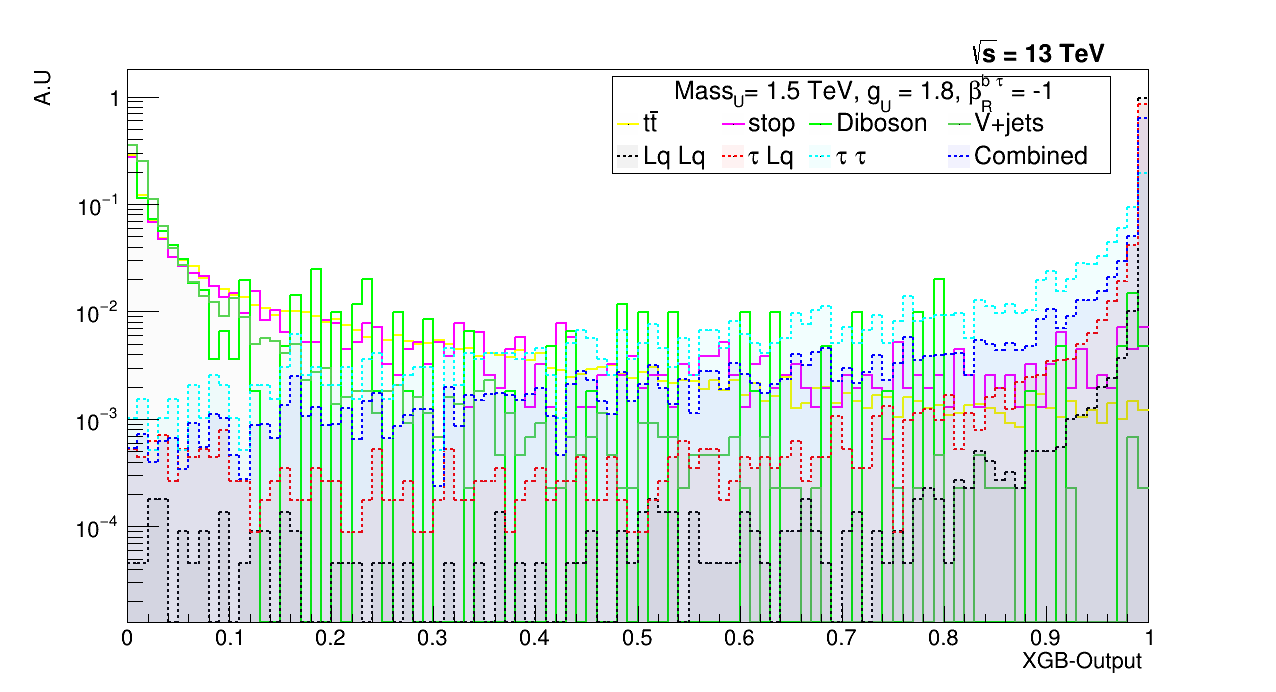 √s = 13 TeV
A.U
Mass_U = 1.5 TeV, g_U = 1.8, β_R^{b τ} = -1
tt̄ stop Diboson V+jets
Lq Lq τ Lq τ τ Combined
1
10⁻¹
10⁻²
10⁻³
10⁻⁴
0 0.1 0.2 0.3 0.4 0.5 0.6 0.7 0.8 0.9 1
XGB-Output